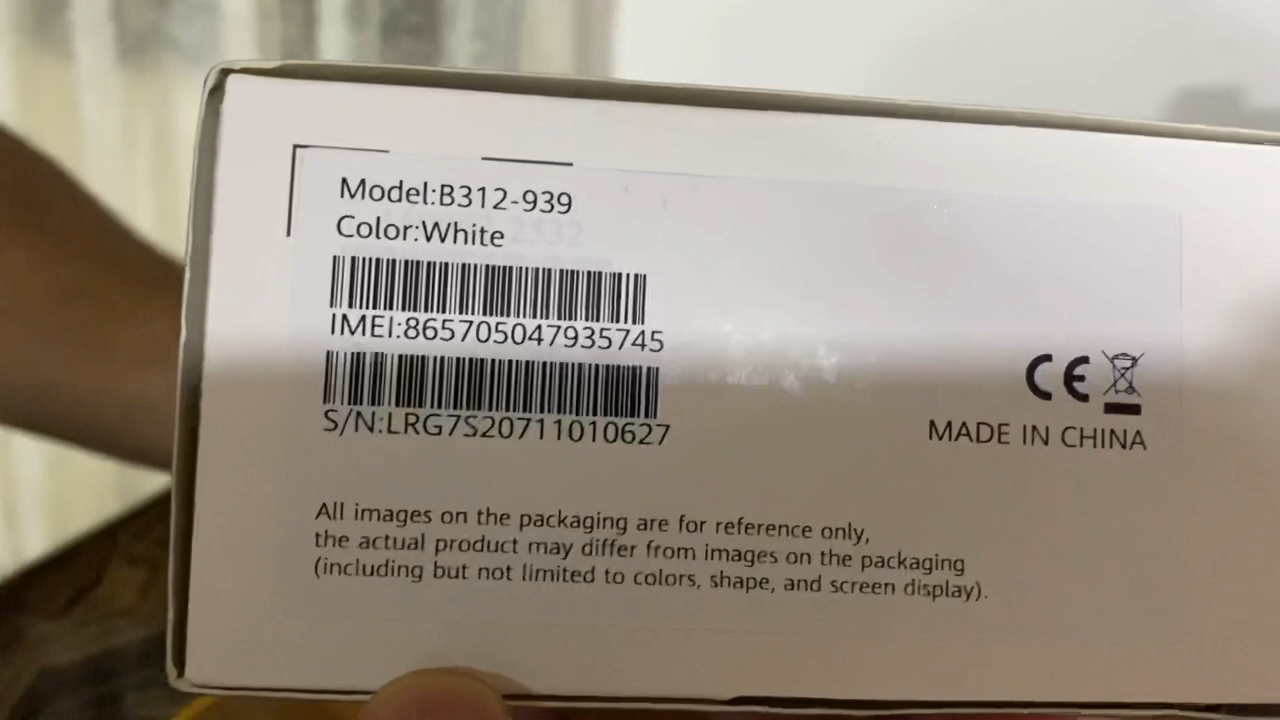 Model:B312-939
Color:White
IMEI:865705047935745
S/N:LRG7S20711010627
CE
MADE IN CHINA
All images on the packaging are for reference only,
the actual product may differ from images on the packaging
(including but not limited to colors, shape, and screen display).